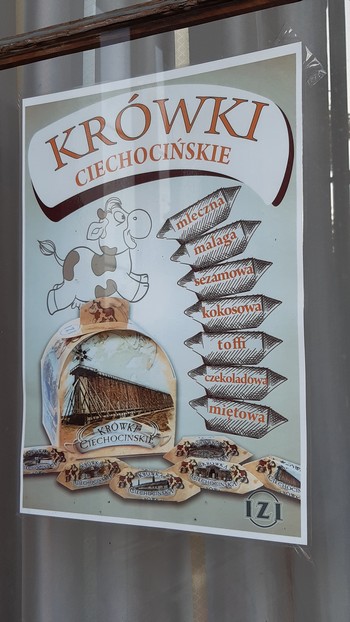 KRÓWKI
CIECHOCIŃSKIE
mleczna
malaga
sezamowa
kokosowa
toffi
czekoladowa
miętowa
KRÓWKI
CIECHOCIŃSKIE
IZI